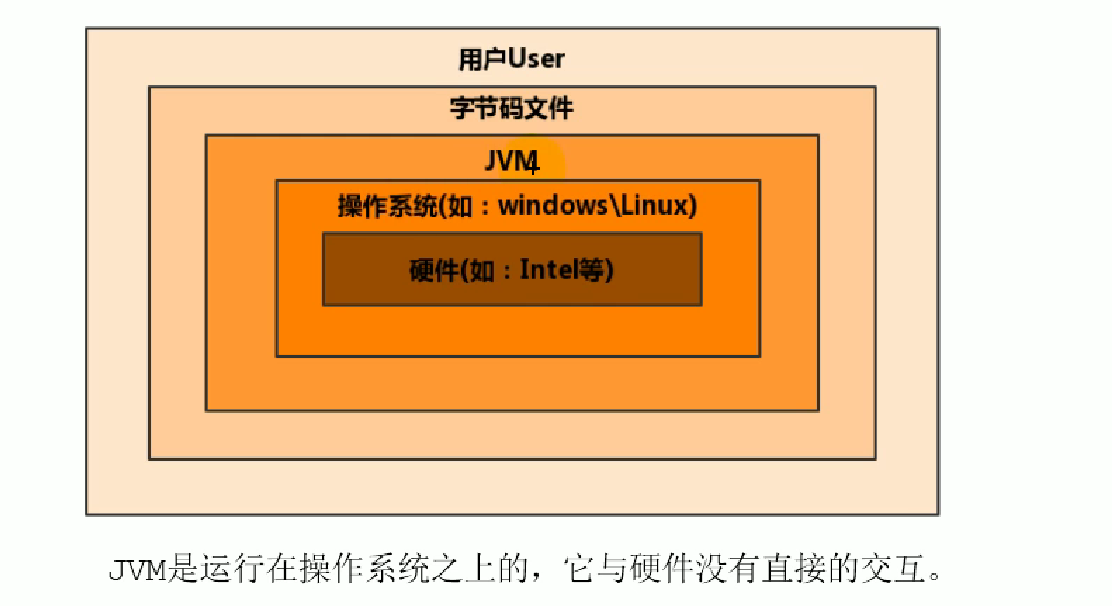 用户User
字节码文件
JVM
操作系统(如：windows\Linux)
硬件(如：Intel等)
JVM是运行在操作系统之上的，它与硬件没有直接的交互。